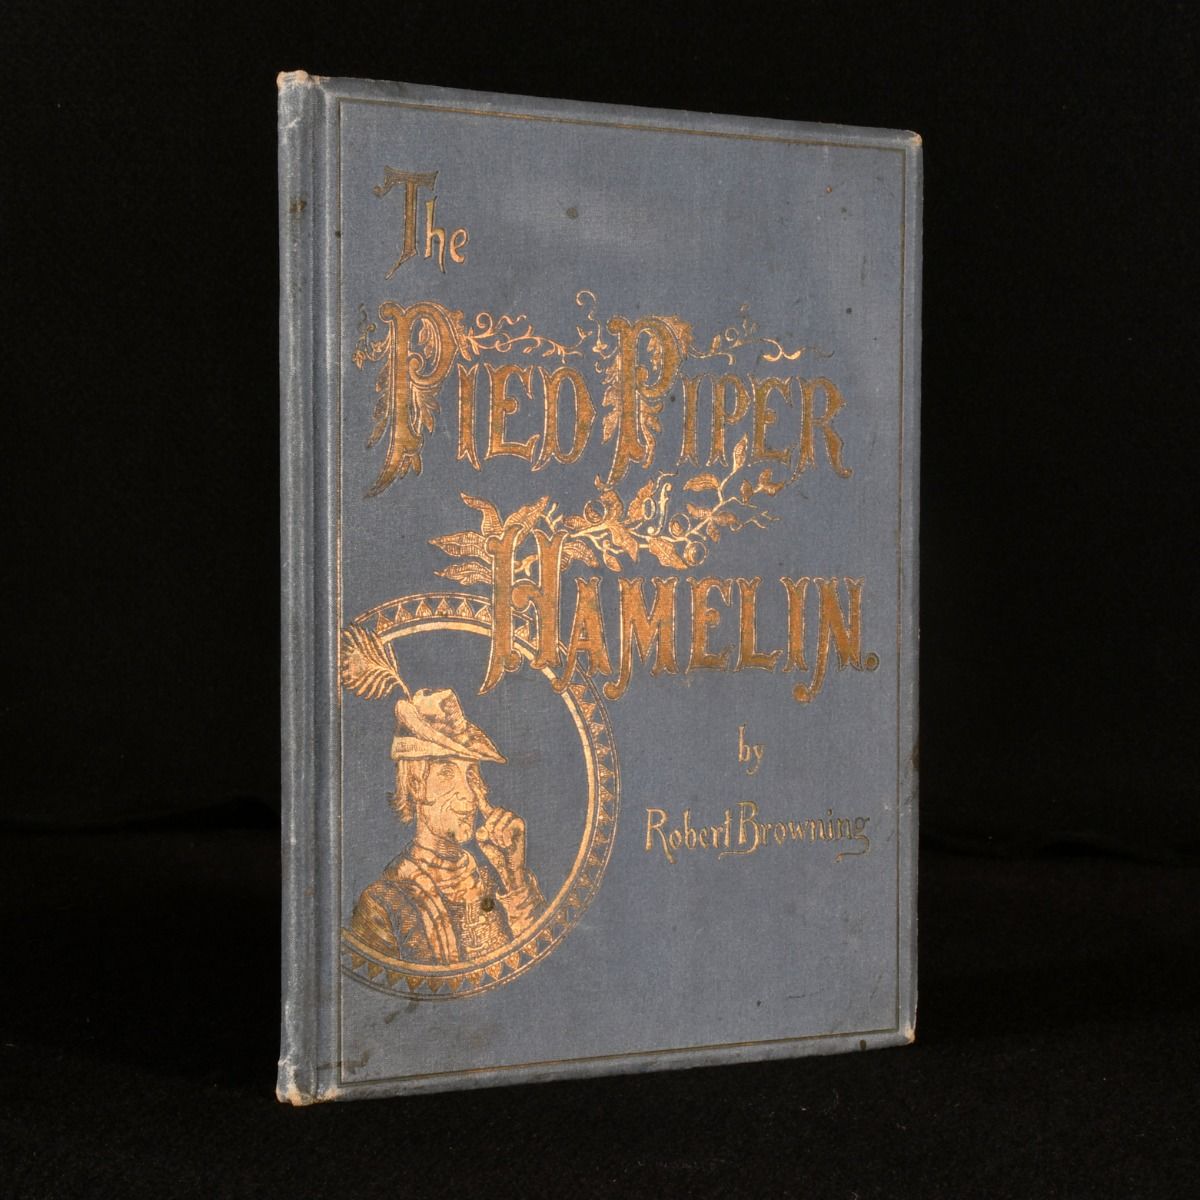 The
PIED PIPER
of
HAMELIN.
by
Robert Browning